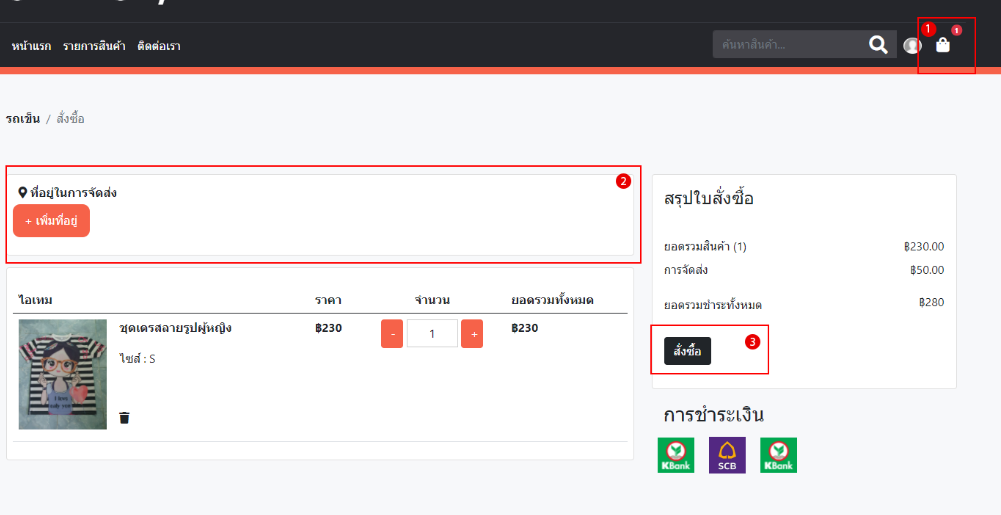 หน้าแรก รายการสินค้า ติดต่อเรา
ค้นหาสินค้า...
1
1
รถเข็น / สั่งซื้อ
2
ที่อยู่ในการจัดส่ง
+ เพิ่มที่อยู่
ไอเทม ราคา จำนวน ยอดรวมทั้งหมด
ชุดเดรสลายรูปผู้หญิง ฿230 - 1 + ฿230
ไซส์ : S
I love
สรุปใบสั่งซื้อ
ยอดรวมสินค้า (1) ฿230.00
การจัดส่ง ฿50.00
ยอดรวมชำระทั้งหมด ฿280
3
สั่งซื้อ
การชำระเงิน
KBank SCB KBank